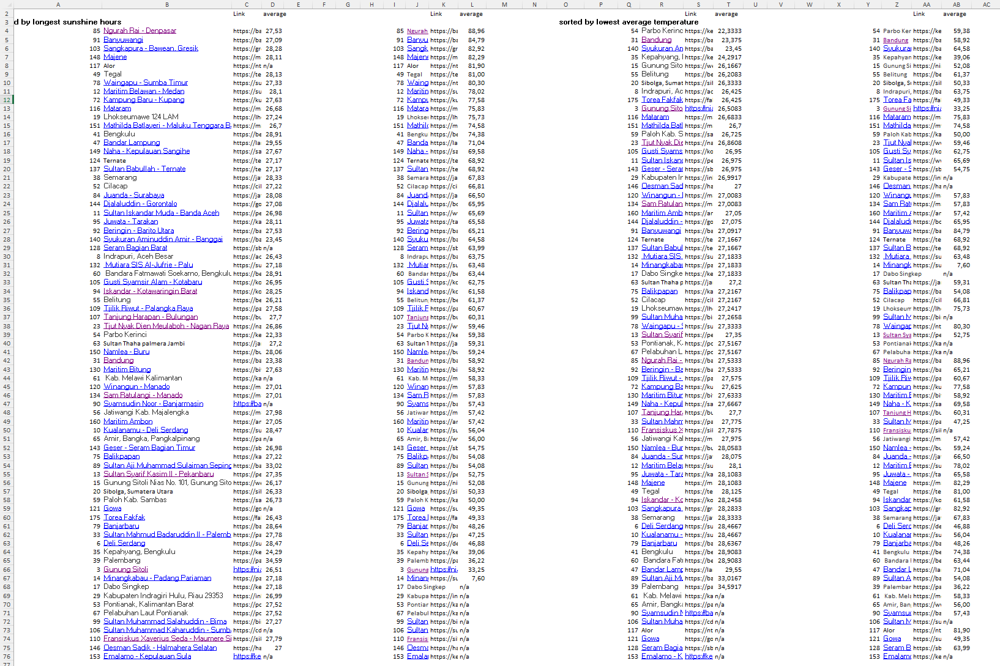 A B C D E F G H I J K L M N O P Q R S T U V W X Y Z AA AB AC
2 Link average Link average Link average Link average
3 d by longest sunshine hours sorted by lowest average temperature
4 85 Ngurah Rai - Denpasar https://ba 27,53 85 Ngurah https://ba 88,96 54 Parbo Kerinc https://ke 22,3333 54 Parbo Ker https://ke 59,38
5 91 Banyuwangi https://ba 27,09 91 Banyu https://ba 84,79 31 Bandung https://ba 23,375 31 Bandung https://ba 58,92
6 103 Sangkapura - Bawean, Gresik https://gr 28,28 103 Sangk https://gr 82,92 140 Syukuran An https://su 23,45 140 Syukura https://su 64,58
7 148 Majene https://ma 28,11 148 Majene https://ma 82,29 35 Kepahyang, https://ke 24,2917 35 Kepahyan https://ke 39,06
8 117 Alor https://nt n/a 117 Alor https://nt 81,90 15 Gunung Sito https://we 26,1667 15 Gunung Si https://ni 52,08
9 49 Tegal https://te 28,13 49 Tegal https://te 81,00 55 Belitung https://be 26,2083 55 Belitung https://be 61,37
10 78 Waingapu - Sumba Timur https://su 27,33 78 Waing https://su 80,30 20 Sibolga, Sumat https://sil 26,3333 20 Sibolga, Su https://sil 50,33
11 12 Maritim Belawan - Medan https://su 28,1 12 Maritin https://su 78,02 8 Indrapuri, Ac https://ac 26,425 8 Indrapuri, https://ac 63,75
12 72 Kampung Baru - Kupang https://ku 27,63 72 Kampu https://ku 77,58 175 Torea Fakfak https://fal 26,425 175 Torea Fa https://fal 49,33
13 116 Mataram https://m 26,68 116 Matara https://m 75,83 3 Gunung Sito https://nia 26,5083 3 Gunung Si https://nia 33,25
14 19 Lhokseumawe 124 LAM https://lh 27,24 19 Lhokse https://lh 75,73 116 Mataram https://m 26,6833 116 Mataram https://m 75,83
15 151 Mathilda Batlayeri - Maluku Tenggara B https://m 26,7 151 Mathilc https://m 74,58 151 Mathilda Batl https://m 26,7 151 Mathilda https://m 74,58
16 41 Bengkulu https://be 28,91 41 Bengku https://be 74,38 59 Paloh Kab. S https://sa 26,725 59 Paloh Kab https://ka 50,00
17 47 Bandar Lampung https://la 29,55 47 Banda https://la 71,04 23 Tjut Nyak Die https://na 26,8608 23 Tjut Nyal https://w 59,46
18 149 Naha - Kepulauan Sangihe https://sa 27,67 149 Naha - https://sa 69,58 105 Gusti Syams https://ko 26,95 105 Gusti Sy https://ko 62,75
19 124 Ternate https://te 27,17 124 Ternate https://te 68,92 11 Sultan Iskan https://pe 26,975 11 Sultan Is https://w 65,69
20 137 Sultan Babullah - Ternate https://te 27,17 137 Sultan https://te 68,92 143 Geser - Serar https://sb 26,975 143 Geser - S https://sb 54,75
21 38 Semarang https://ja 28,33 38 Semara https://ja 67,83 29 Kabupaten In https://in 26,9917 29 Kabupate https://in n/a
22 52 Cilacap https://cil 27,22 52 Cilacap https://ci 66,81 146 Oesman Sad https://ha 27 146 Oesman https://ha n/a
23 84 Juanda - Surabaya https://ja 28,08 84 Juand https://ja 66,50 120 Winangun - https://m 27,0083 120 Winangu https://m 57,83
24 144 Djalaluddin - Gorontalo https://go 27,08 144 Djalalu https://go 65,95 134 Sam Ratulan https://m 27,0083 134 Sam Rat https://m 57,83
25 11 Sultan Iskandar Muda - Banda Aceh https://pe 26,98 11 Sultan https://w 65,69 160 Maritim Amb https://ar 27,05 160 Maritim A https://ar 57,42
26 95 Juwata - Tarakan https://ka 28,11 95 Juwata https://ta 65,58 144 Djalaluddin - https://go 27,075 144 Djalaludc https://go 65,95
27 92 Beringin - Barito Utara https://ba 27,53 92 Bering https://ba 65,21 91 Banyuwangi https://ba 27,0917 91 Banyuwa https://ba 84,79
28 140 Syukuran Aminuddin Amir - Banggai https://su 23,45 140 Syuku https://su 64,58 124 Ternate https://te 27,1667 124 Ternate https://te 68,92
29 128 Seram Bagian Barat https://sb n/a 128 Seram https://sb 63,99 137 Sultan Babul https://te 27,1667 137 Sultan B https://te 68,92
30 8 Indrapuri, Aceh Besar https://ac 26,43 8 Indrapu https://ac 63,75 132 Mutiara SIS https://su 27,1833 132 Mutiara https://su 63,48
31 132 Mutiara SIS Al-Jufrie - Palu https://su 27,18 132 Mutiar https://su 63,48 14 Minangkabau https://pa 27,1833 14 Minangk https://su 7,60
32 60 Bandara Fatmawati Soekarno, Bengkulu https://be 28,91 60 Bandar https://be 63,44 17 Dabo Singke https://ke 27,1833 17 Dabo Singkep n/a
33 105 Gusti Syamsir Alam - Kotabaru https://ko 26,95 105 Gusti S https://ko 62,75 63 Sultan Thaha p https://ja 27,2 63 Sultan Tha https://ja 59,31
34 94 Iskandar - Kotawaringin Barat https://ko 28,25 94 Iskand https://ko 61,58 75 Balikpapan https://ka 27,2167 75 Balikpap https://ka 54,08
35 55 Belitung https://be 26,21 55 Belitun https://be 61,37 52 Cilacap https://cil 27,2167 52 Cilacap https://cil 66,81
36 109 Tjilik Riwut - Palangka Raya https://pa 27,58 109 Tjilik F https://pa 60,67 19 Lhokseumaw https://lh 27,2417 19 Lhokseum https://lh 75,73
37 107 Tanjung Harapan - Bulungan https://bu 27,7 107 Tanjung https://bu 60,31 99 Sultan Muha https://bi 27,2658 99 Sultan M https://bi n/a
38 23 Tjut Nyak Dien Meulaboh - Nagan Raya https://na 26,86 23 Tjut Ny https://w 59,46 78 Waingapu - https://su 27,3333 78 Waingap https://su 80,30
39 54 Parbo Kerinci https://ke 22,33 54 Parbo K https://ke 59,38 13 Sultan Syarif https://pe 27,35 13 Sultan Sya https://pe 52,75
40 63 Sultan Thaha palmera Jambi https://ja 27,2 63 Sultan T https://ja 59,31 53 Pontianak, K https://pc 27,5167 53 Pontianak https://ka n/a
41 150 Namlea - Buru https://bu 28,06 150 Namle https://bu 59,24 67 Pelabuhan L https://pc 27,5167 67 Pelabuha https://ka n/a
42 31 Bandung https://ba 23,38 31 Bandun https://ba 58,92 85 Ngurah Rai - https://ba 27,5333 85 Ngurah Ra https://ba 88,96
43 130 Maritim Bitung https://bi 27,63 130 Maritin https://bi 58,92 92 Beringin - Ba https://ba 27,5333 92 Beringin https://ba 65,21
44 61 Kab. Melawi Kalimantan https://ka n/a 61 Kab. M https://ka 58,33 109 Tjilik Riwut - https://pa 27,575 109 Tjilik Riw https://pa 60,67
45 120 Winangun - Manado https://m 27,01 120 Winan https://m 57,83 72 Kampung Ba https://ku 27,625 72 Kampun https://ku 77,58
46 134 Sam Ratulangi - Manado https://m 27,01 134 Sam R https://m 57,83 130 Maritim Bitur https://bi 27,6333 130 Maritim E https://bi 58,92
47 90 Syamsudin Noor - Banjarmasin https://ba n/a 90 Syams https://ba 57,43 149 Naha - Kepul https://sa 27,6667 149 Naha - K https://sa 69,58
48 56 Jatiwangi Kab. Majalengka https://m 27,98 56 Jatiwar https://m 57,42 107 Tanjung Har https://bu 27,7 107 Tanjung H https://bu 60,31
49 160 Maritim Ambon https://ar 27,05 160 Maritin https://ar 57,42 33 Sultan Mahm https://pa 27,775 33 Sultan M https://pa 47,25
50 10 Kualanamu - Deli Serdang https://su 28,47 10 Kualar https://su 56,04 110 Fransiskus X https://sil 27,7875 110 Fransisku https://sil n/a
51 65 Amir, Bangka, Pangkalpinang https://pa n/a 65 Amir, Ba https://w 56,00 56 Jatiwangi Kal https://m 27,975 56 Jatiwangi https://m 57,42
52 143 Geser - Seram Bagian Timur https://sb 26,98 143 Geser https://sb 54,75 150 Namlea - Bur https://bu 28,0583 150 Namlea - https://bu 59,24
53 75 Balikpapan https://ka 27,22 75 Balikp https://ka 54,08 84 Juanda - Sur https://ja 28,075 84 Juanda - https://ja 66,50
54 89 Sultan Aji Muhammad Sulaiman Seping https://ba 33,02 89 Sultan https://ba 54,08 12 Maritim Bela https://su 28,1 12 Maritim E https://su 78,02
55 13 Sultan Syarif Kasim II - Pekanbaru https://pe 27,35 13 Sultan S https://pe 52,75 95 Juwata - Tara https://ka 28,1083 95 Juwata - https://ta 65,58
56 15 Gunung Sitoli Nias No. 101, Gunung Sito https://we 26,17 15 Gunung https://ni 52,08 148 Majene https://ma 28,1083 148 Majene https://ma 82,29
57 20 Sibolga, Sumatera Utara https://sil 26,33 20 Sibolga, https://sil 50,33 49 Tegal https://te 28,125 49 Tegal https://te 81,00
58 59 Paloh Kab. Sambas https://sa 26,73 59 Paloh K https://ka 50,00 94 Iskandar - Ko https://ko 28,2458 94 Iskandar https://ko 61,58
59 121 Gowa https://go n/a 121 Gowa https://go 49,35 103 Sangkapura https://gr 28,2833 103 Sangkap https://gr 82,92
60 175 Torea Fakfak https://fal 26,43 175 Torea https://fa 49,33 38 Semarang https://ja 28,3333 38 Semarang https://ja 67,83
61 79 Banjarbaru https://ba 28,64 79 Banjar https://ba 48,26 6 Deli Serdang https://su 28,4667 6 Deli Serc https://su 46,88
62 33 Sultan Mahmud Badaruddin II - Palemb https://pa 27,78 33 Sultan https://pa 47,25 10 Kualanamu - https://su 28,4667 10 Kualanar https://su 56,04
63 6 Deli Serdang https://su 28,47 6 Deli Se https://su 46,88 79 Banjarbaru https://ba 28,6367 79 Banjarba https://ba 48,26
64 35 Kepahyang, Bengkulu https://ke 24,29 35 Kepahy https://ke 39,06 41 Bengkulu https://be 28,9083 41 Bengkulu https://be 74,38
65 39 Palembang https://pa 34,59 39 Palemb https://pa 36,22 60 Bandara Fat https://be 28,9083 60 Bandara https://be 63,44
66 3 Gunung Sitoli https://nia 26,51 3 Gunung https://nia 33,25 47 Bandar Lamp https://la 29,55 47 Bandar L https://la 71,04
67 14 Minangkabau - Padang Pariaman https://pa 27,18 14 Minang https://su 7,60 89 Sultan Aji Mu https://ba 33,0167 89 Sultan A https://ba 54,08
68 17 Dabo Singkep https://ke 27,18 17 Dabo Singkep n/a 39 Palembang https://pa 34,5917 39 Palembar https://pa 36,22
69 29 Kabupaten Indragiri Hulu, Riau 29353 https://in 26,99 29 Kabupa https://in n/a 61 Kab. Melawi https://ka n/a 61 Kab. Mela https://ka 58,33
70 53 Pontianak, Kalimantan Barat https://pc 27,52 53 Pontiar https://ka n/a 65 Amir, Bangka https://pa n/a 65 Amir, Ban https://w 56,00
71 67 Pelabuhan Laut Pontianak https://pc 27,52 67 Pelabul https://ka n/a 90 Syamsudin N https://ba n/a 90 Syamsu https://ba 57,43
72 99 Sultan Muhammad Salahuddin - Bima https://bi 27,27 99 Sultan https://bi n/a 106 Sultan Muha https://cd n/a 106 Sultan M https://su n/a
73 106 Sultan Muhammad Kaharuddin - Sumb https://cd n/a 106 Sultan https://su n/a 117 Alor https://nt n/a 117 Alor https://nt 81,90
74 110 Fransiskus Xaverius Seda - Maumere Si https://sil 27,79 110 Fransis https://sil n/a 121 Gowa https://go n/a 121 Gowa https://go 49,35
75 146 Oesman Sadik - Halmahera Selatan https://ha 27 146 Oesma https://ha n/a 128 Seram Bagia https://sb n/a 128 Seram B https://sb 63,99
76 153 Emalamo - Kepulauan Sula https://ke n/a 153 Emalar https://ke n/a 153 Emalamo - K https://ke n/a 153 Emalamo https://ke n/a
77